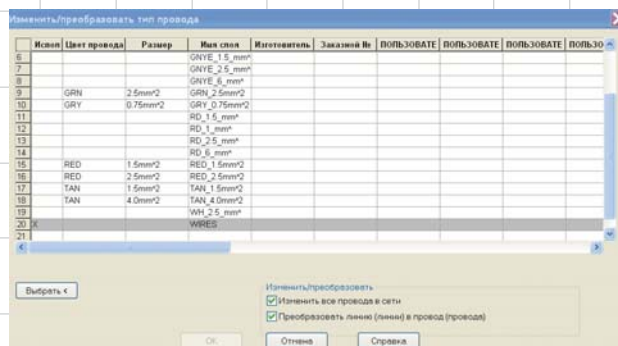 Изменить/преобразовать тип провода
Испол Цвет провода Размер Имя слоя Изготовитель Заказной № ПОЛЬЗОВАТЕ ПОЛЬЗОВАТЕ ПОЛЬЗОВАТЕ ПОЛЬЗО
6 GNYE_1.5_mm^
7 GNYE_2.5_mm^
8 GNYE_6_mm^
9 GRN 2.5mm^2 GRN_2.5mm^2
10 GRY 0.75mm^2 GRY_0.75mm^2
11 RD_1.5_mm^
12 RD_1_mm^
13 RD_2.5_mm^
14 RD_6_mm^
15 RED 1.5mm^2 RED_1.5mm^2
16 RED 2.5mm^2 RED_2.5mm^2
17 TAN 1.5mm^2 TAN_1.5mm^2
18 TAN 4.0mm^2 TAN_4.0mm^2
19 WH_2.5_mm^
20 X WIRES
21
Выбрать <
Изменить/преобразовать
Изменить все провода в сети
Преобразовать линию (линии) в провод (провода)
OK Отмена Справка